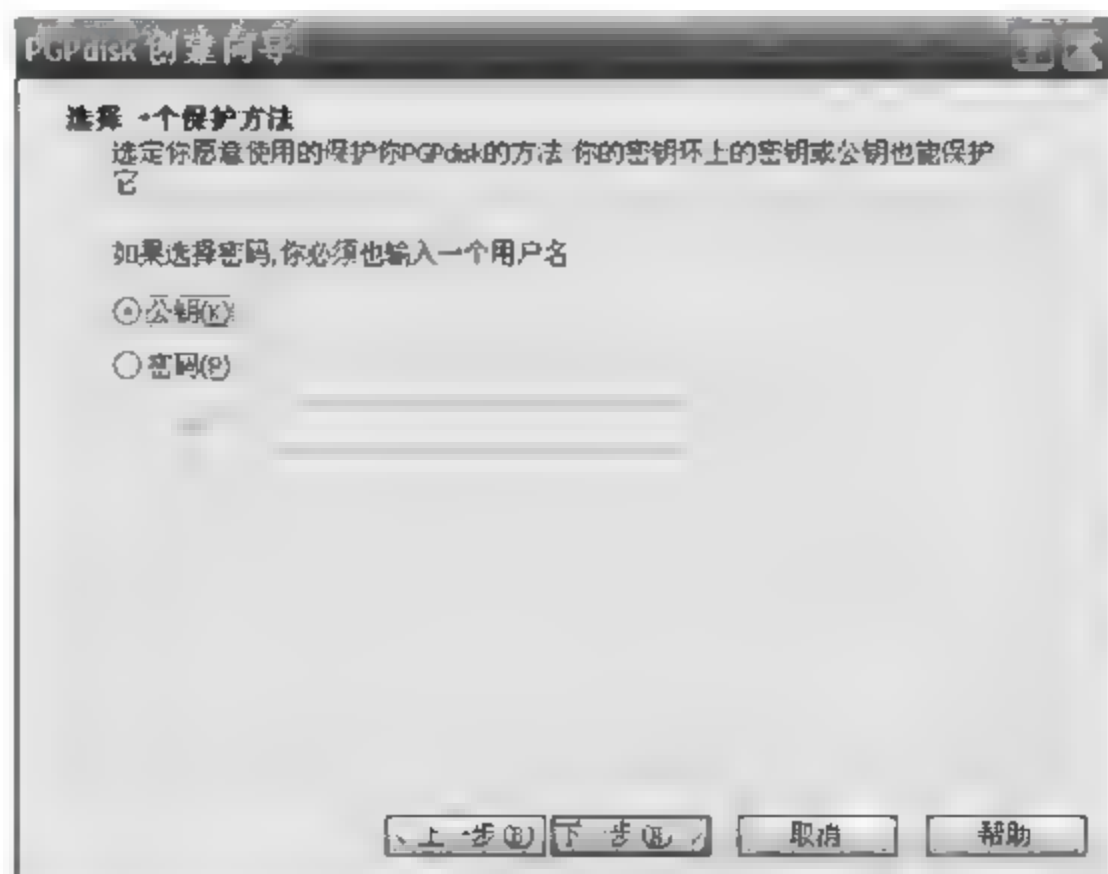 PGPdisk 创建向导
选择一个保护方法
选定你愿意使用的保护你PGPdisk的方法 你的密钥环上的密钥或公钥也能保护
它
如果选择密码,你必须也输入一个用户名
公钥(K)
密码(P)
上一步(B) 下一步(N) 取消 帮助